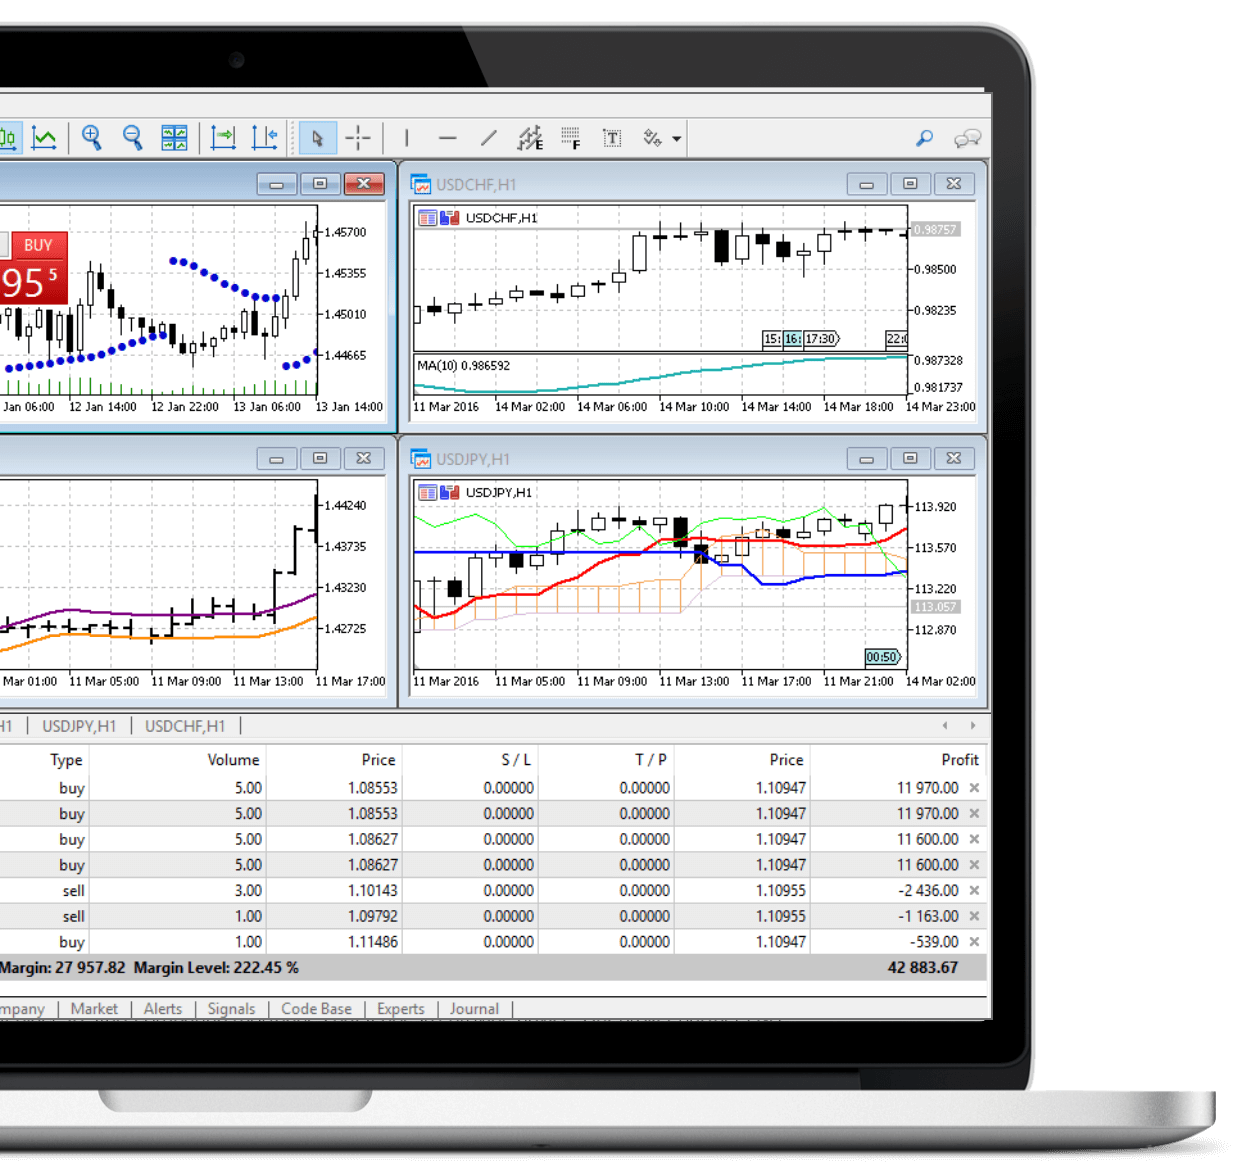 E
F
T
USDCHF,H1
BUY
95 5
1.45700
1.45355
1.45010
1.44665
Jan 06:00 12 Jan 14:00 12 Jan 22:00 13 Jan 06:00 13 Jan 14:00
USDCHF,H1
0.98757
0.98500
0.98235
15: 16: 17:30 22:0
MA(10) 0.986592
0.987328
0.981737
11 Mar 2016 14 Mar 02:00 14 Mar 06:00 14 Mar 10:00 14 Mar 14:00 14 Mar 18:00 14 Mar 23:00
1.44240
1.43735
1.43230
1.42725
Mar 01:00 11 Mar 05:00 11 Mar 09:00 11 Mar 13:00 11 Mar 17:00
USDJPY,H1
USDJPY,H1
113.920
113.570
113.220
113.057
112.870
00:50
11 Mar 2016 11 Mar 05:00 11 Mar 09:00 11 Mar 13:00 11 Mar 17:00 11 Mar 21:00 14 Mar 02:00
H1 | USDJPY,H1 | USDCHF,H1 |
Type Volume Price S / L T / P Price Profit
buy 5.00 1.08553 0.00000 0.00000 1.10947 11 970.00
buy 5.00 1.08553 0.00000 0.00000 1.10947 11 970.00
buy 5.00 1.08627 0.00000 0.00000 1.10947 11 600.00
buy 5.00 1.08627 0.00000 0.00000 1.10947 11 600.00
sell 3.00 1.10143 0.00000 0.00000 1.10955 -2 436.00
sell 1.00 1.09792 0.00000 0.00000 1.10955 -1 163.00
buy 1.00 1.11486 0.00000 0.00000 1.10947 -539.00
Margin: 27 957.82 Margin Level: 222.45 % 42 883.67
mpany | Market | Alerts | Signals | Code Base | Experts | Journal |